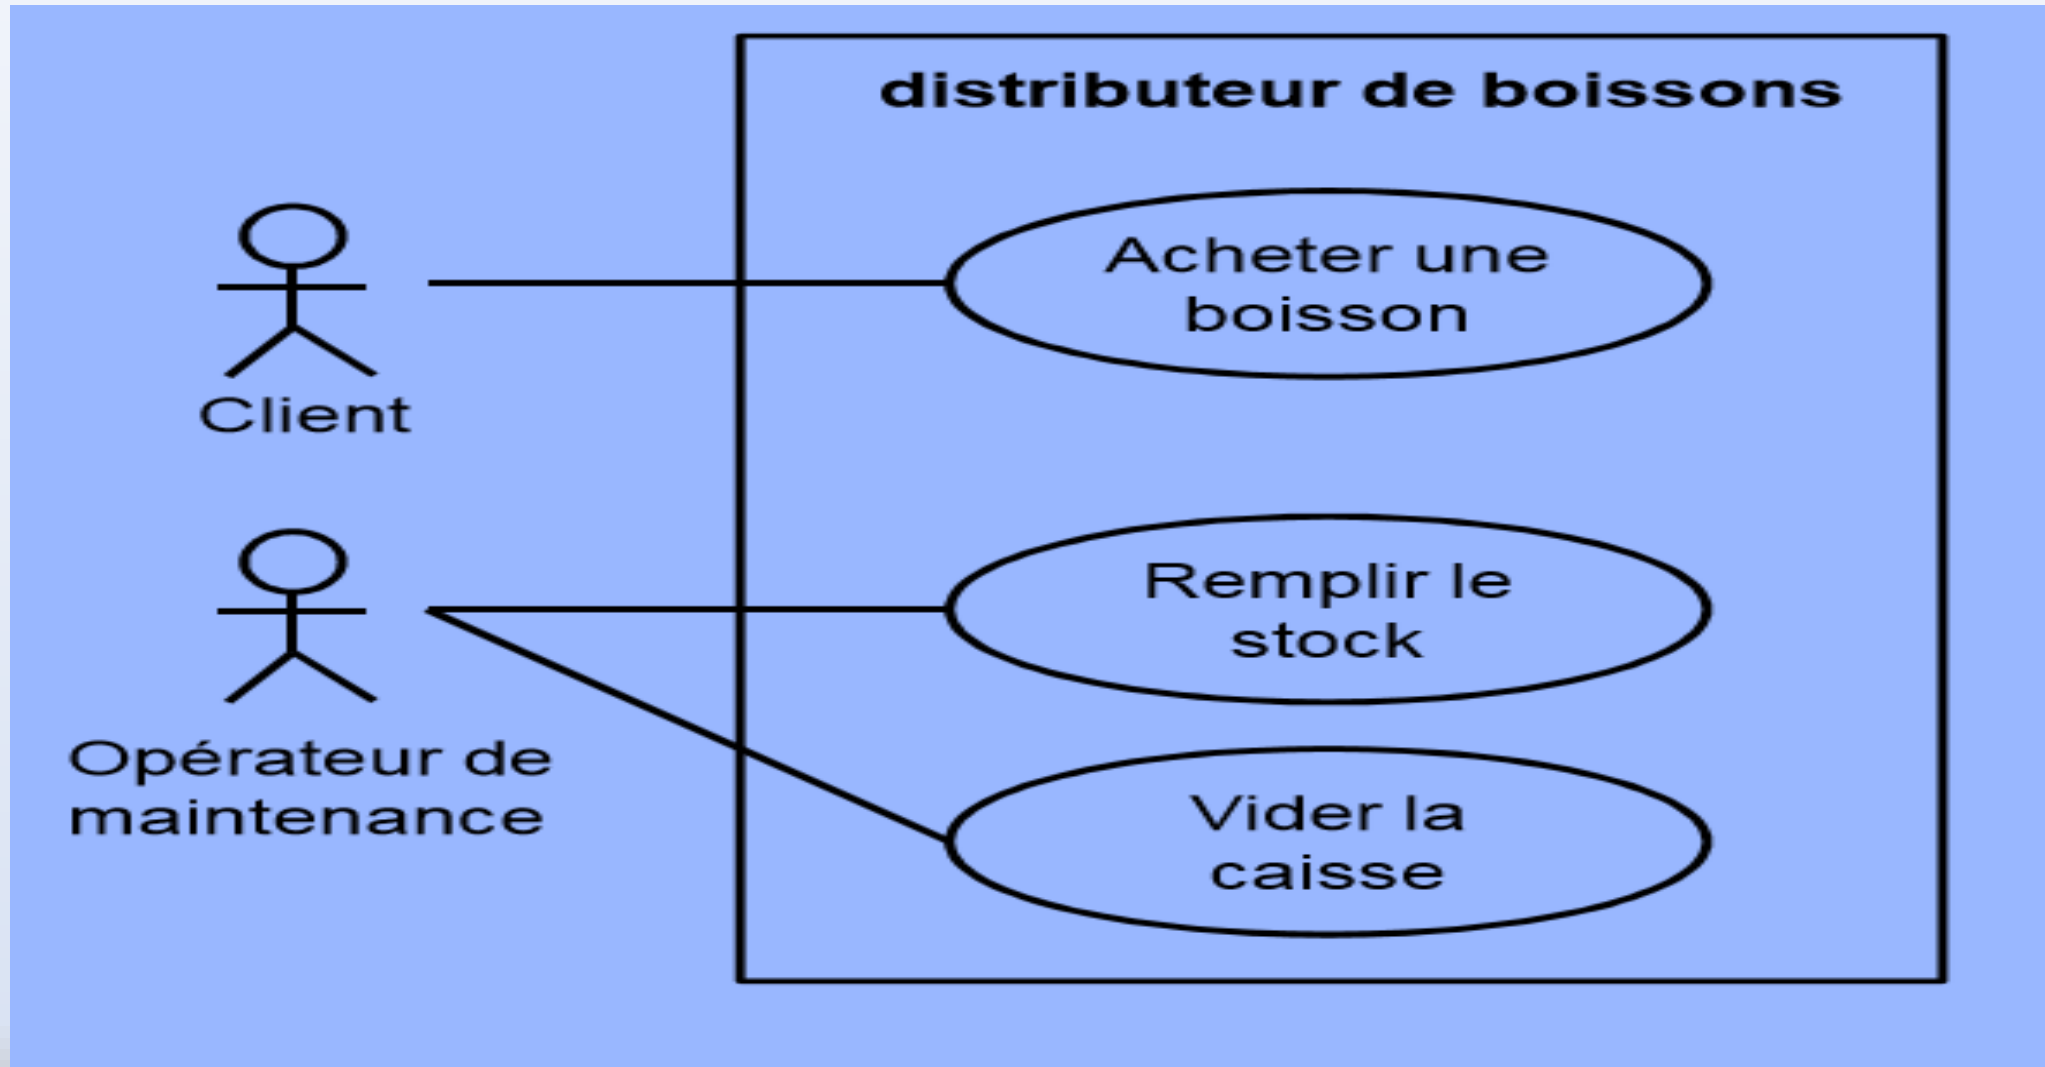 distributeur de boissons
Acheter une
boisson
Client
Remplir le
stock
Opérateur de
maintenance
Vider la
caisse